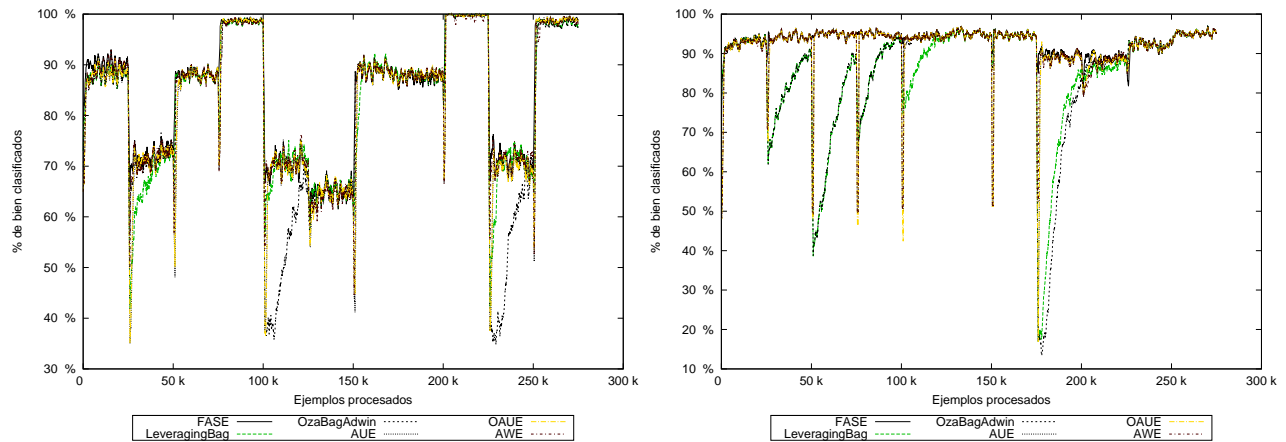 100 %
90 %
80 %
70 %
60 %
50 %
40 %
30 %
% de bien clasificados
0
50 k
100 k
150 k
200 k
250 k
300 k
Ejemplos procesados
FASE
LeveragingBag
OzaBagAdwin
AUE
OAUE
AWE
100 %
90 %
80 %
70 %
60 %
50 %
40 %
30 %
20 %
10 %
% de bien clasificados
0
50 k
100 k
150 k
200 k
250 k
300 k
Ejemplos procesados
FASE
LeveragingBag
OzaBagAdwin
AUE
OAUE
AWE